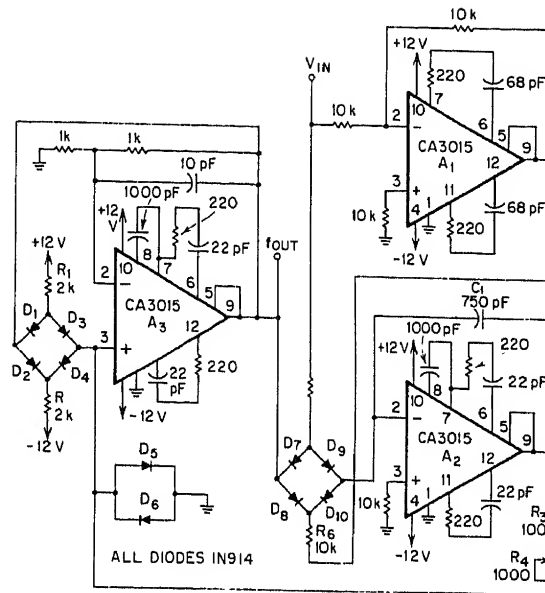 10k
+12 V
VIN
220
68 pF
10
7
10k
2
−
6
5
9
CA3015
A1
12
3
+
11
4
1
10k
220
68 pF
−12 V
1k
1k
10 pF
1000 pF
220
+12 V
fOUT
10
8
7
22 pF
+12 V
2
−
6
5
9
R1
2k
CA3015
A3
12
D1
D3
3
+
220
D2
D4
22 pF
R
2k
−12 V
−12 V
C1
750 pF
1000 pF
220
+12 V
10
8
7
22 pF
2
−
6
5
9
CA3015
A2
12
D7
D9
3
+
D8
D10
10k
1
11
4
22 pF
R6
10k
220
−12 V
D5
D6
R3
100
R4
1000
ALL DIODES IN914